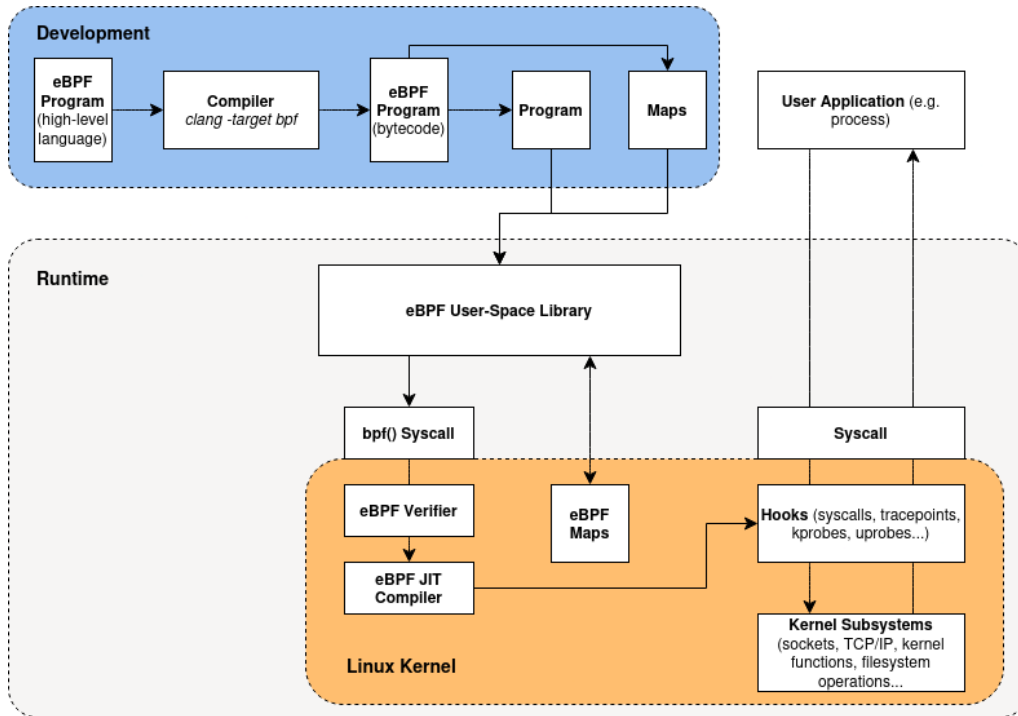 Development
eBPF
Program
(high-level
language)
Compiler
clang -target bpf
eBPF
Program
(bytecode)
Program
Maps
User Application (e.g.
process)
Runtime
eBPF User-Space Library
bpf() Syscall
Syscall
eBPF Verifier
eBPF
Maps
Hooks (syscalls, tracepoints,
kprobes, uprobes...)
eBPF JIT
Compiler
Kernel Subsystems
(sockets, TCP/IP, kernel
functions, filesystem
operations...
Linux Kernel